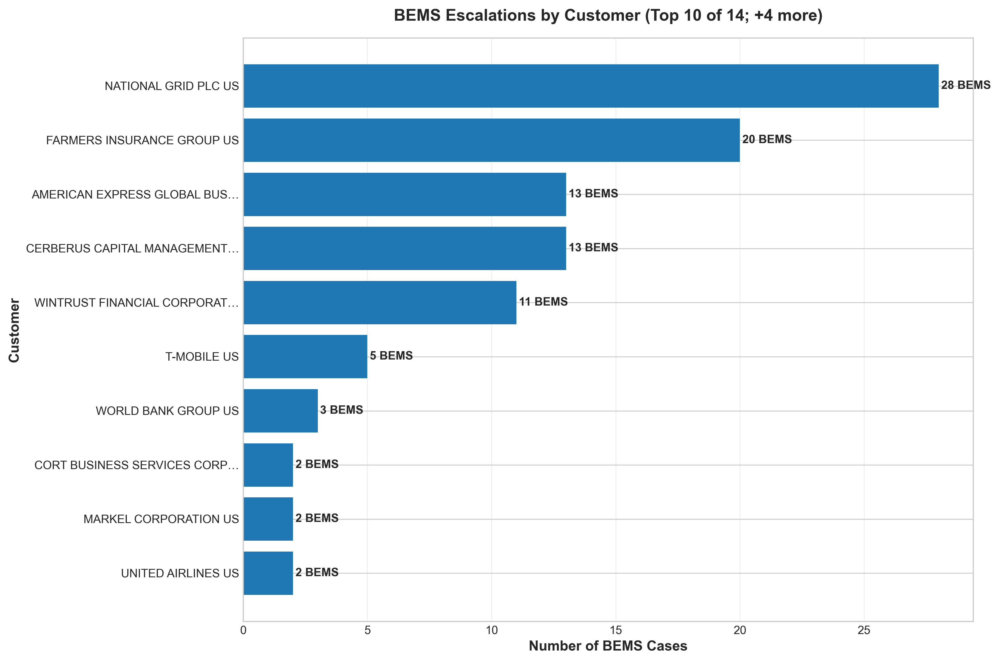 BEMS Escalations by Customer (Top 10 of 14; +4 more)
NATIONAL GRID PLC US
28 BEMS
FARMERS INSURANCE GROUP US
20 BEMS
AMERICAN EXPRESS GLOBAL BUS…
13 BEMS
CERBERUS CAPITAL MANAGEMENT…
13 BEMS
WINTRUST FINANCIAL CORPORAT…
11 BEMS
T-MOBILE US
5 BEMS
WORLD BANK GROUP US
3 BEMS
CORT BUSINESS SERVICES CORP…
2 BEMS
MARKEL CORPORATION US
2 BEMS
UNITED AIRLINES US
2 BEMS
Customer
0 5 10 15 20 25
Number of BEMS Cases